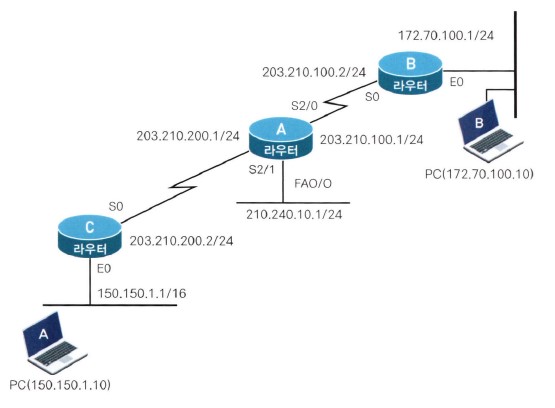 172.70.100.1/24
B
라우터
203.210.100.2/24
E0
S0
S2/0
A
라우터
203.210.200.1/24
203.210.100.1/24
B
PC(172.70.100.10)
S2/1
FAO/O
210.240.10.1/24
S0
C
라우터
203.210.200.2/24
E0
150.150.1.1/16
A
PC(150.150.1.10)